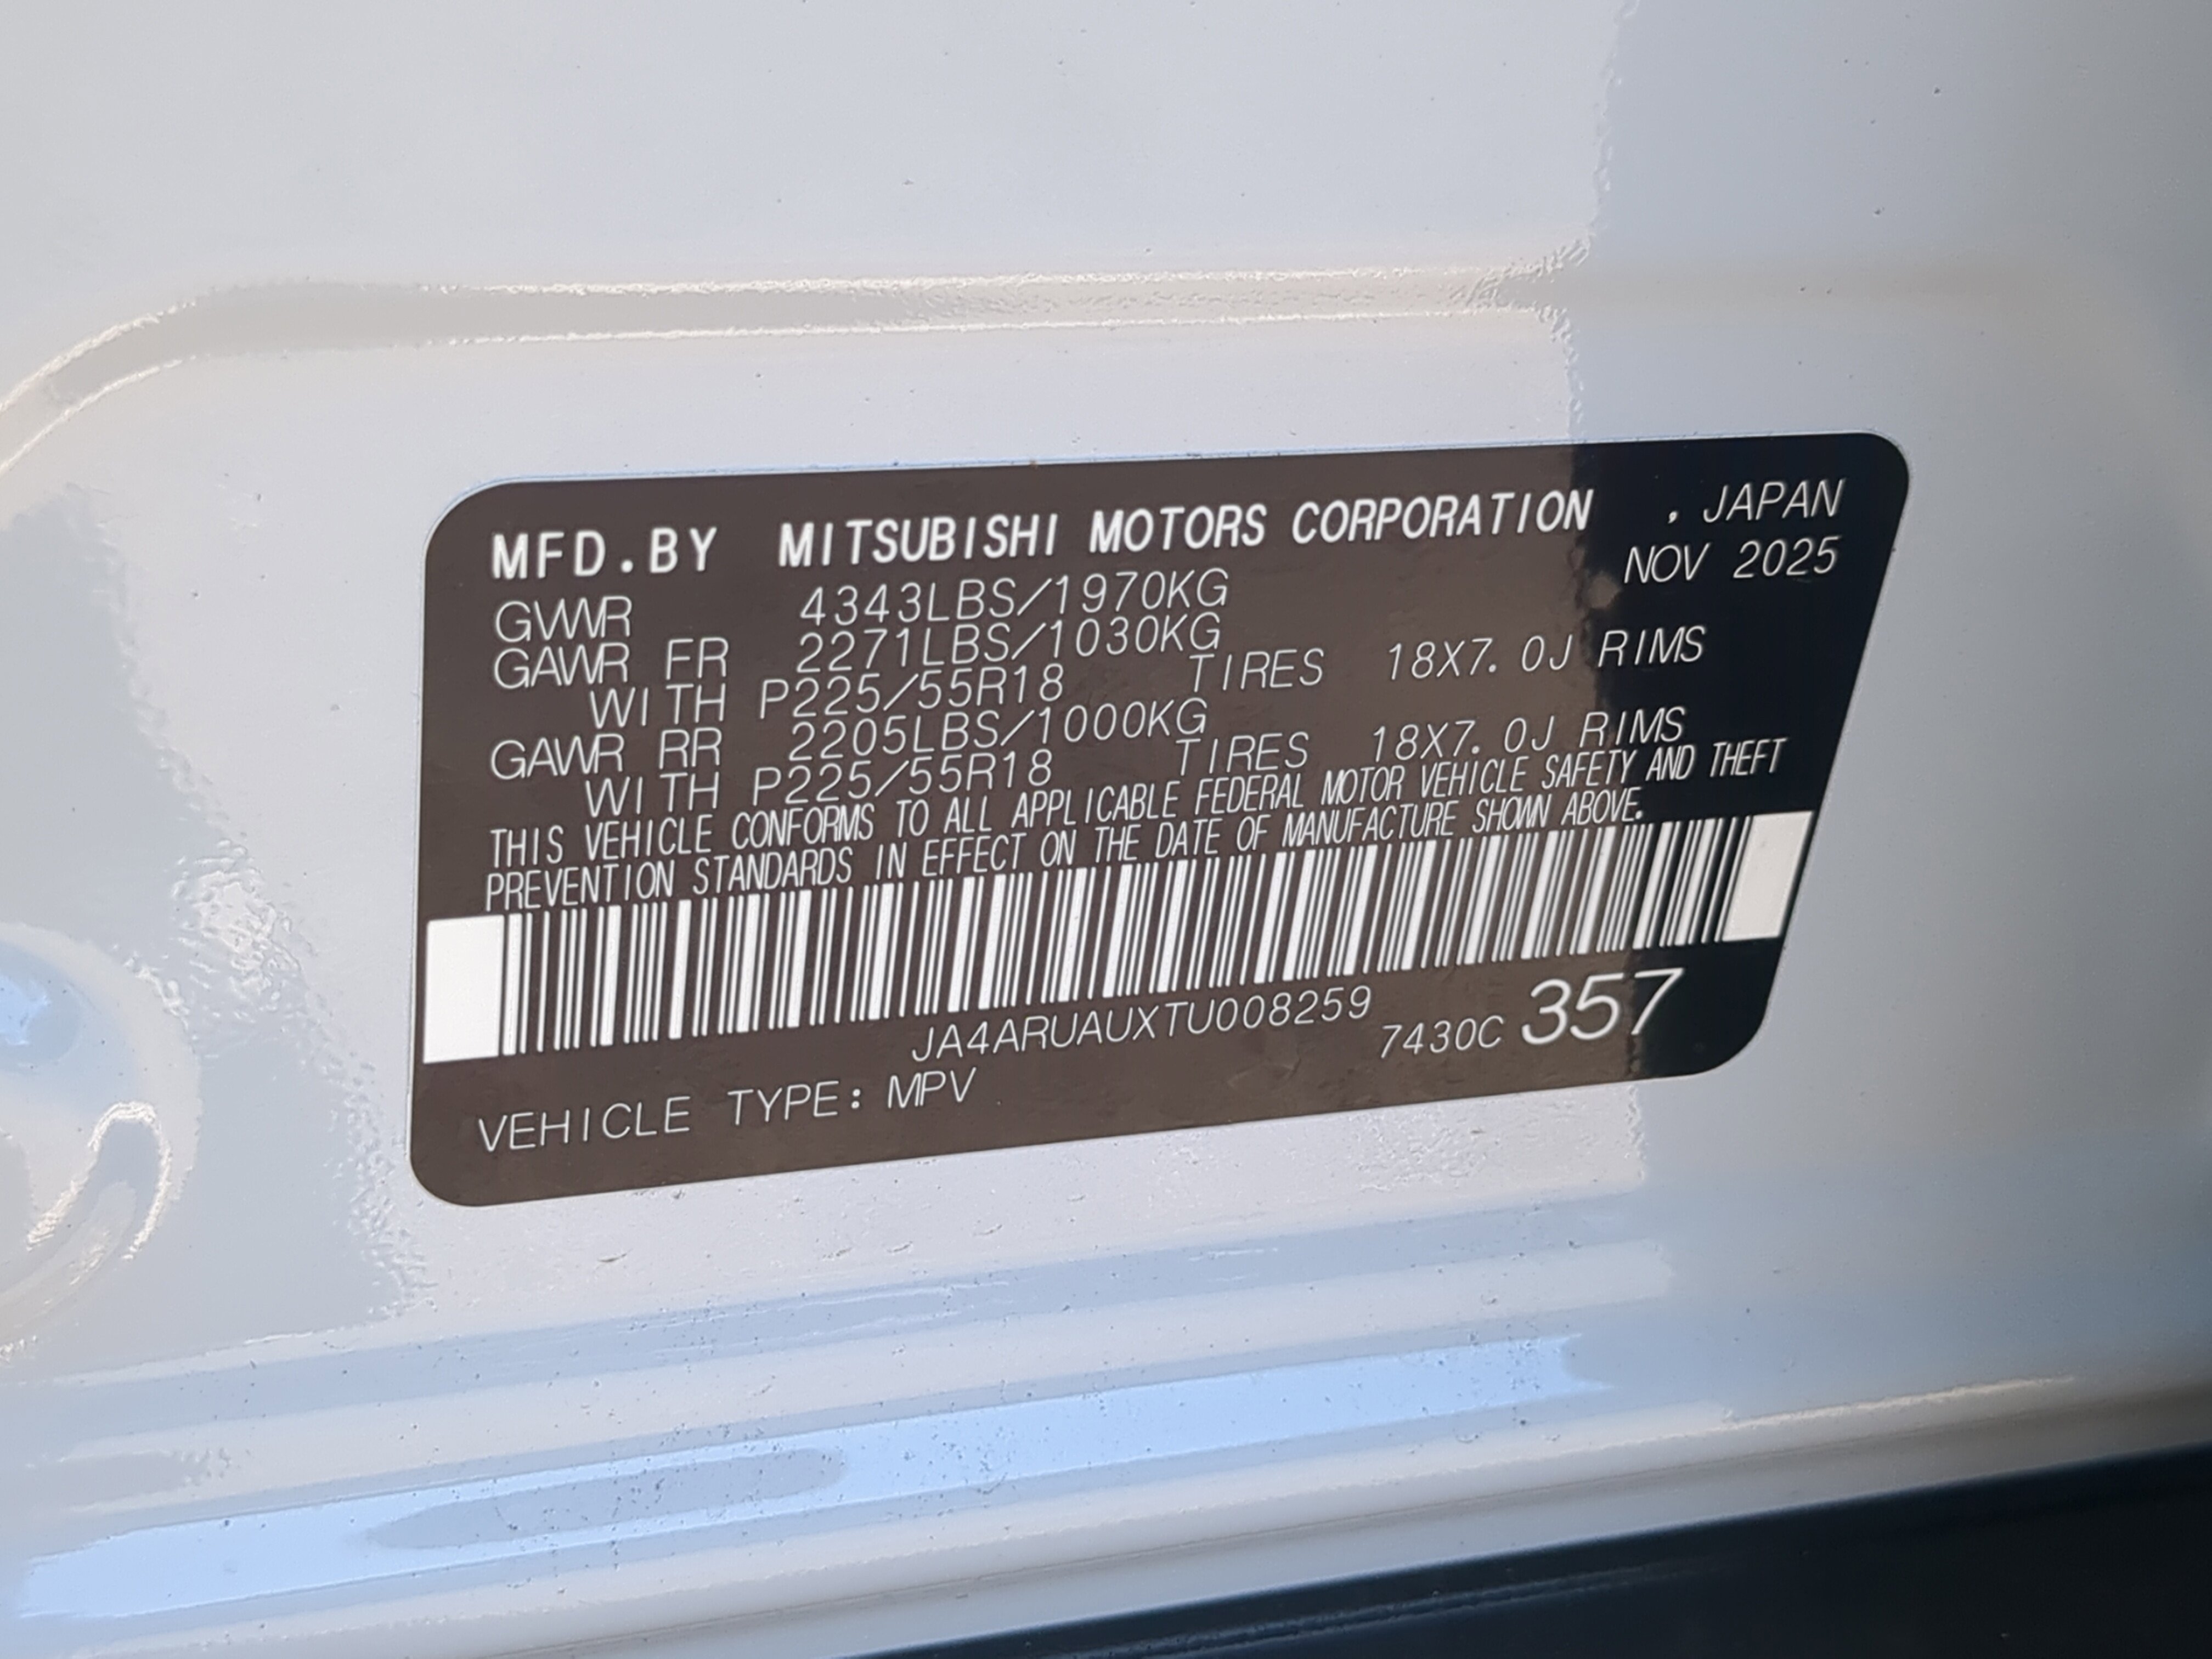 MFD.BY MITSUBISHI MOTORS CORPORATION , JAPAN
NOV 2025
GVWR 4343LBS/1970KG
GAWR FR 2271LBS/1030KG
WITH P225/55R18 TIRES 18X7.0J RIMS
GAWR RR 2205LBS/1000KG
WITH P225/55R18 TIRES 18X7.0J RIMS
THIS VEHICLE CONFORMS TO ALL APPLICABLE FEDERAL MOTOR VEHICLE SAFETY AND THEFT
PREVENTION STANDARDS IN EFFECT ON THE DATE OF MANUFACTURE SHOWN ABOVE.
JA4ARUAUXTU008259 7430C 357
VEHICLE TYPE: MPV